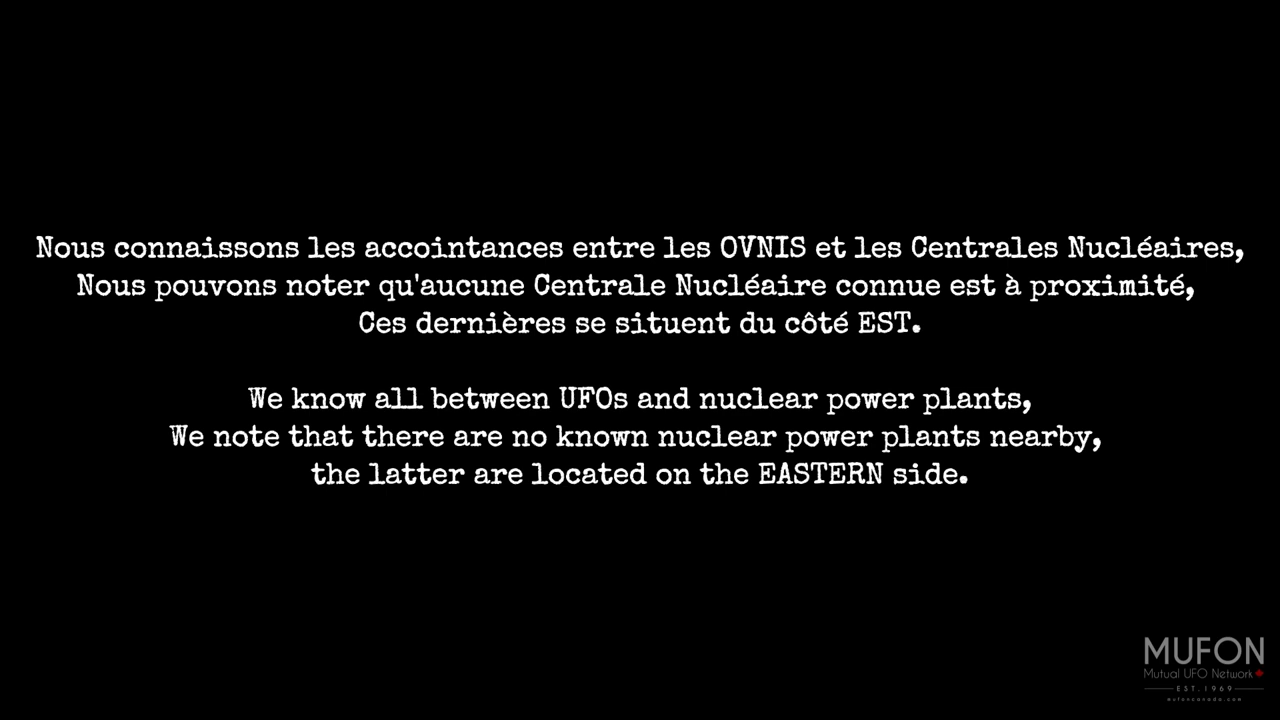 Nous connaissons les accointances entre les OVNIS et les Centrales Nucléaires,
Nous pouvons noter qu'aucune Centrale Nucléaire connue est à proximité,
Ces dernières se situent du côté EST.
We know all between UFOs and nuclear power plants,
We note that there are no known nuclear power plants nearby,
the latter are located on the EASTERN side.
MUFON
Mutual UFO Network
EST.1969
mufoncanada.com